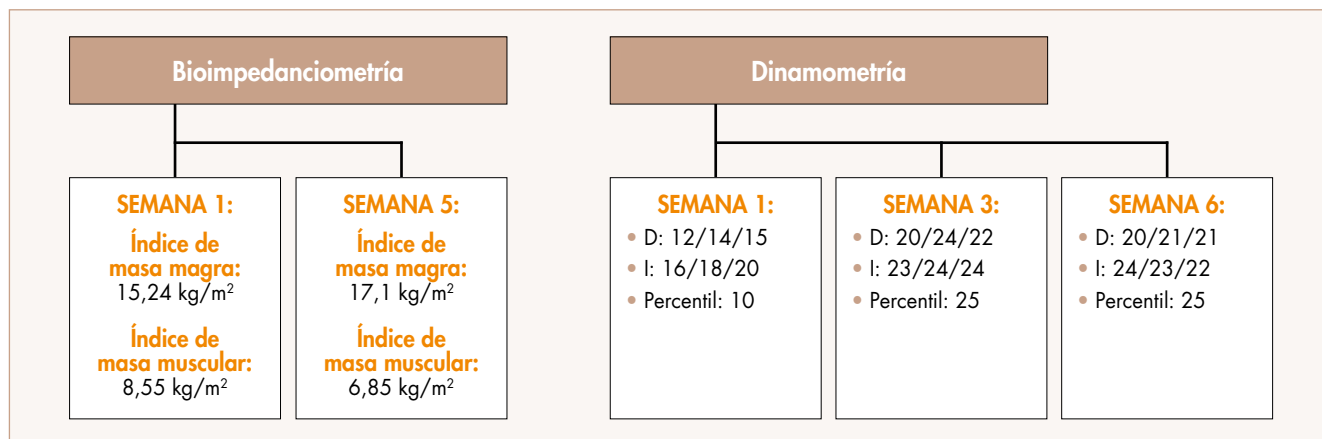 Bioimpedanciometría
SEMANA 1:
Índice de
masa magra:
15,24 kg/m²
Índice de
masa muscular:
8,55 kg/m²
SEMANA 5:
Índice de
masa magra:
17,1 kg/m²
Índice de
masa muscular:
6,85 kg/m²
Dinamometría
SEMANA 1:
• D: 12/14/15
• I: 16/18/20
• Percentil: 10
SEMANA 3:
• D: 20/24/22
• I: 23/24/24
• Percentil: 25
SEMANA 6:
• D: 20/21/21
• I: 24/23/22
• Percentil: 25